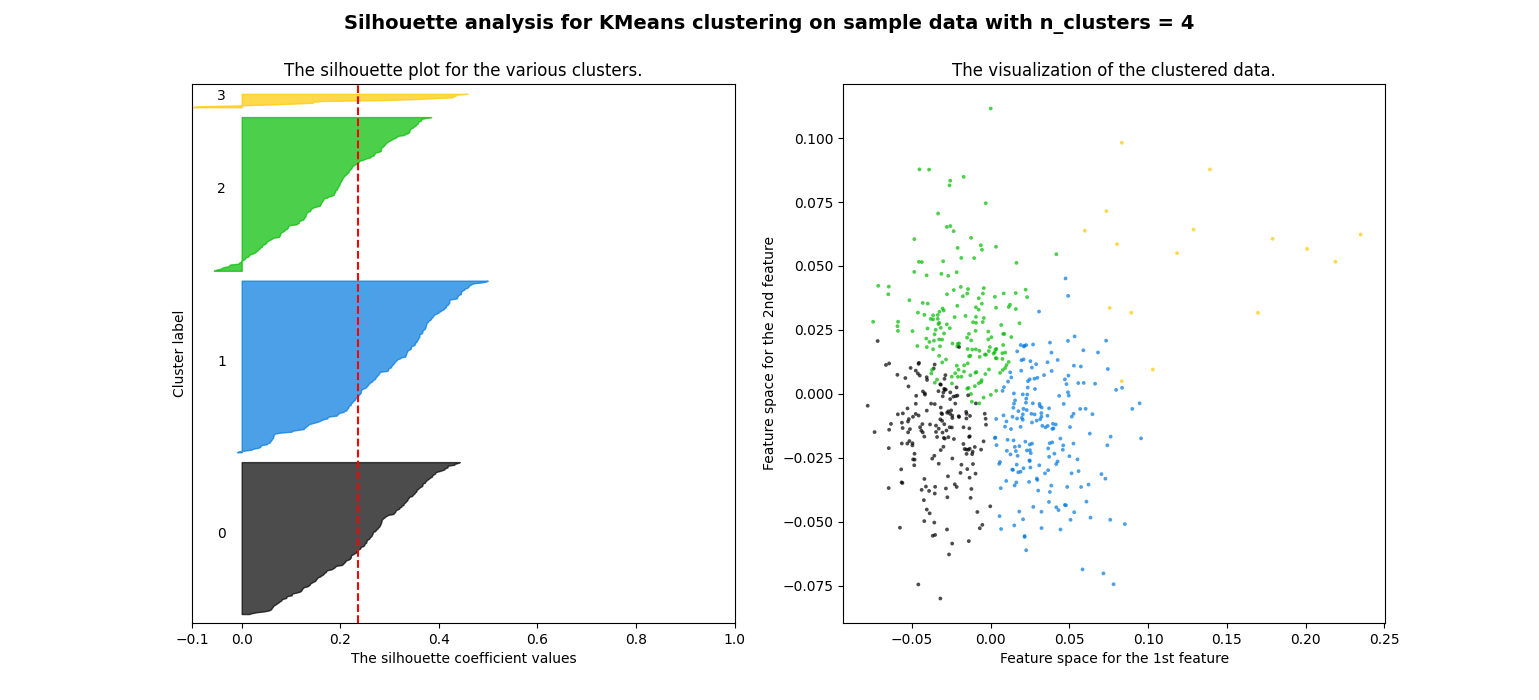 Silhouette analysis for KMeans clustering on sample data with n_clusters = 4
The silhouette plot for the various clusters.
3
2
1
0
Cluster label
−0.1 0.0 0.2 0.4 0.6 0.8 1.0
The silhouette coefficient values
The visualization of the clustered data.
0.100
0.075
0.050
0.025
0.000
−0.025
−0.050
−0.075
Feature space for the 2nd feature
−0.05 0.00 0.05 0.10 0.15 0.20 0.25
Feature space for the 1st feature